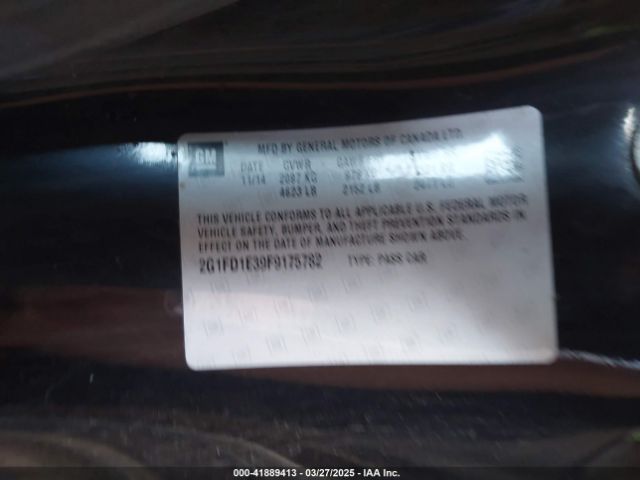 GM
MFD BY GENERAL MOTORS OF CANADA LTD.
DATE GVWR
11/14 2097 KG
4623 LB 2152 LB
THIS VEHICLE CONFORMS TO ALL APPLICABLE U.S. FEDERAL MOTOR
VEHICLE SAFETY, BUMPER, AND THEFT PREVENTION STANDARDS IN
EFFECT ON THE DATE OF MANUFACTURE SHOWN ABOVE.
2G1FD1E39F9175782 TYPE: PASS CAR
000-41889413 - 03/27/2025 - IAA Inc.